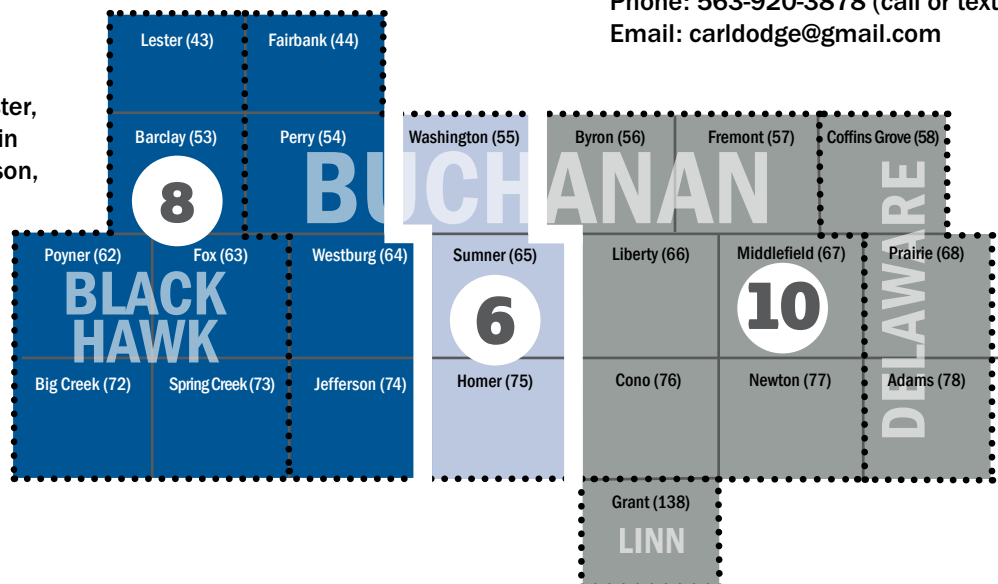 Phone: 563-920-3878 (call or text
Email: carldodge@gmail.com
ter,
in
son,
Lester (43)
Fairbank (44)
Barclay (53)
Perry (54)
Washington (55)
Byron (56)
Fremont (57)
Coffins Grove (58)
8
BUCHANAN
Poyner (62)
Fox (63)
Westburg (64)
Sumner (65)
Liberty (66)
Middlefield (67)
Prairie (68)
BLACK
HAWK
6
10
DELAWARE
Big Creek (72)
Spring Creek (73)
Jefferson (74)
Homer (75)
Cono (76)
Newton (77)
Adams (78)
Grant (138)
LINN